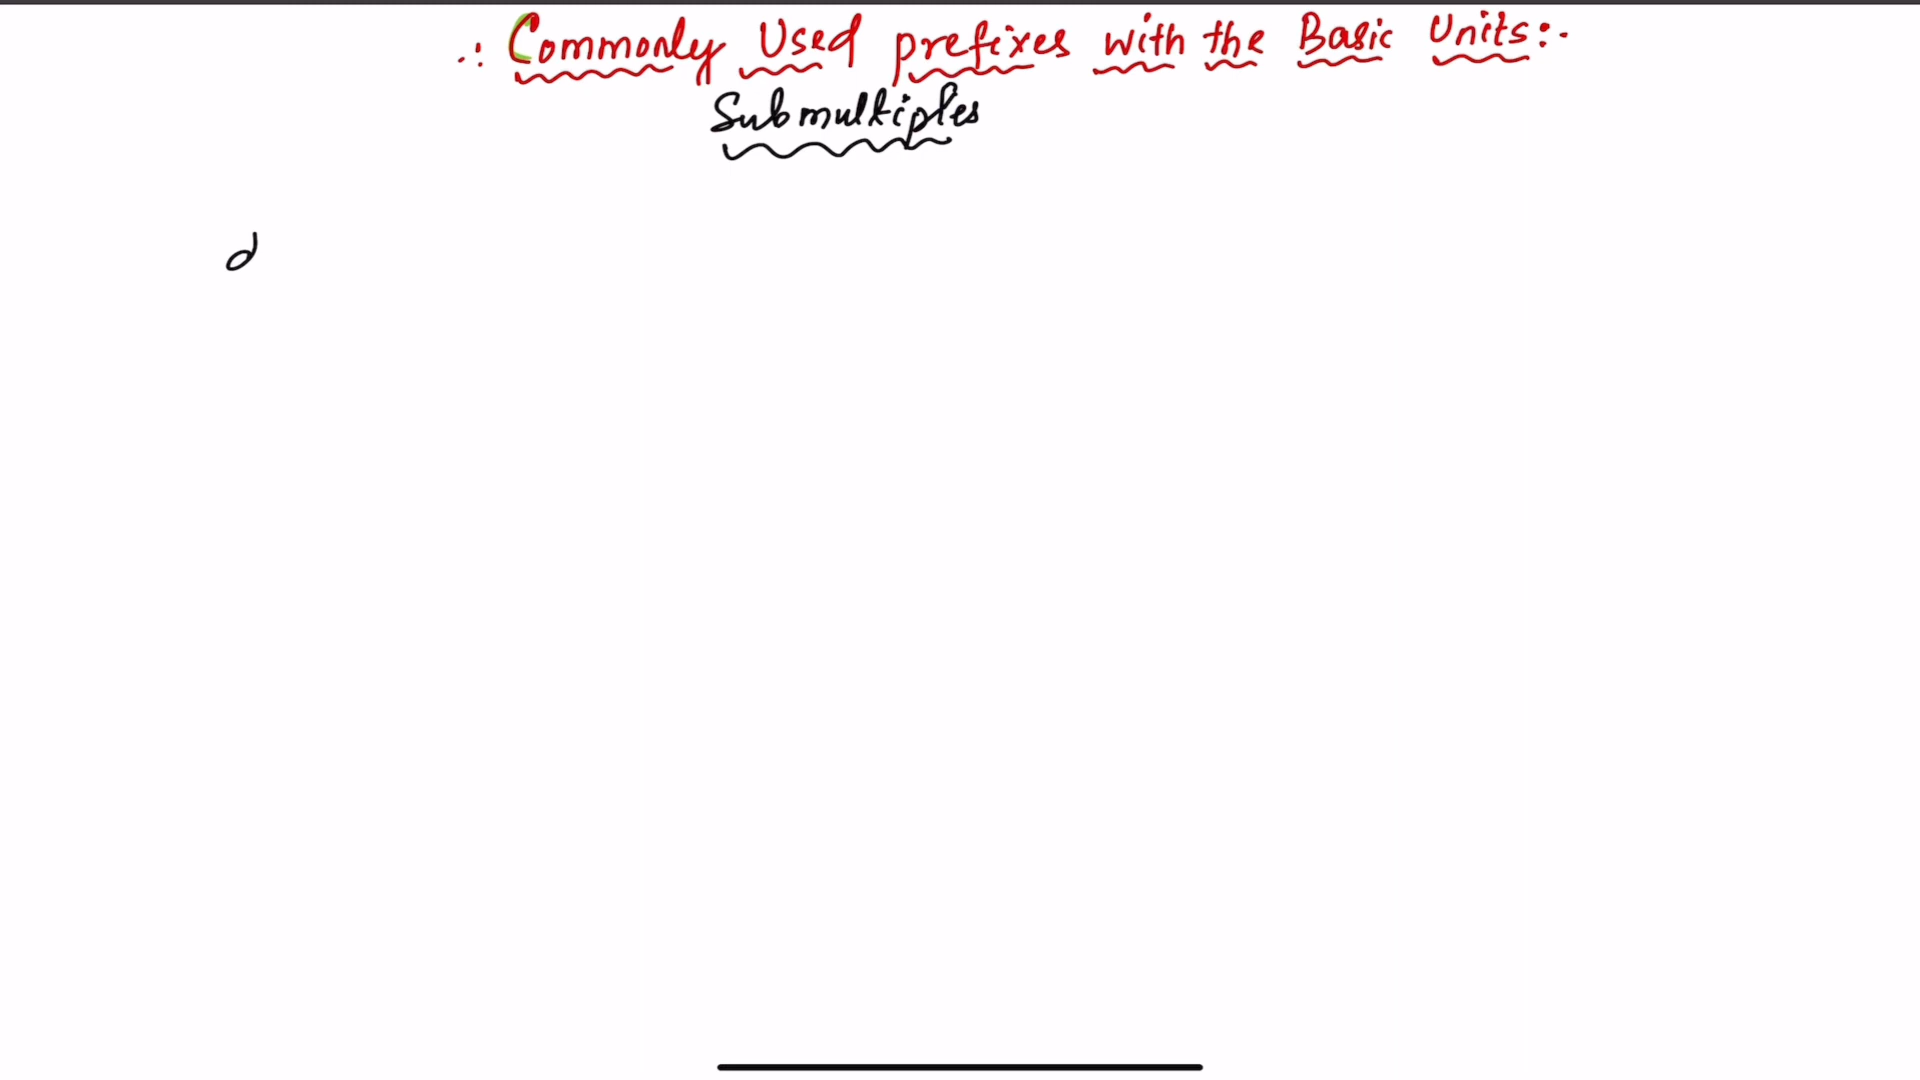 .: Commonly Used prefixes with the Basic Units:-
Submultiples
d